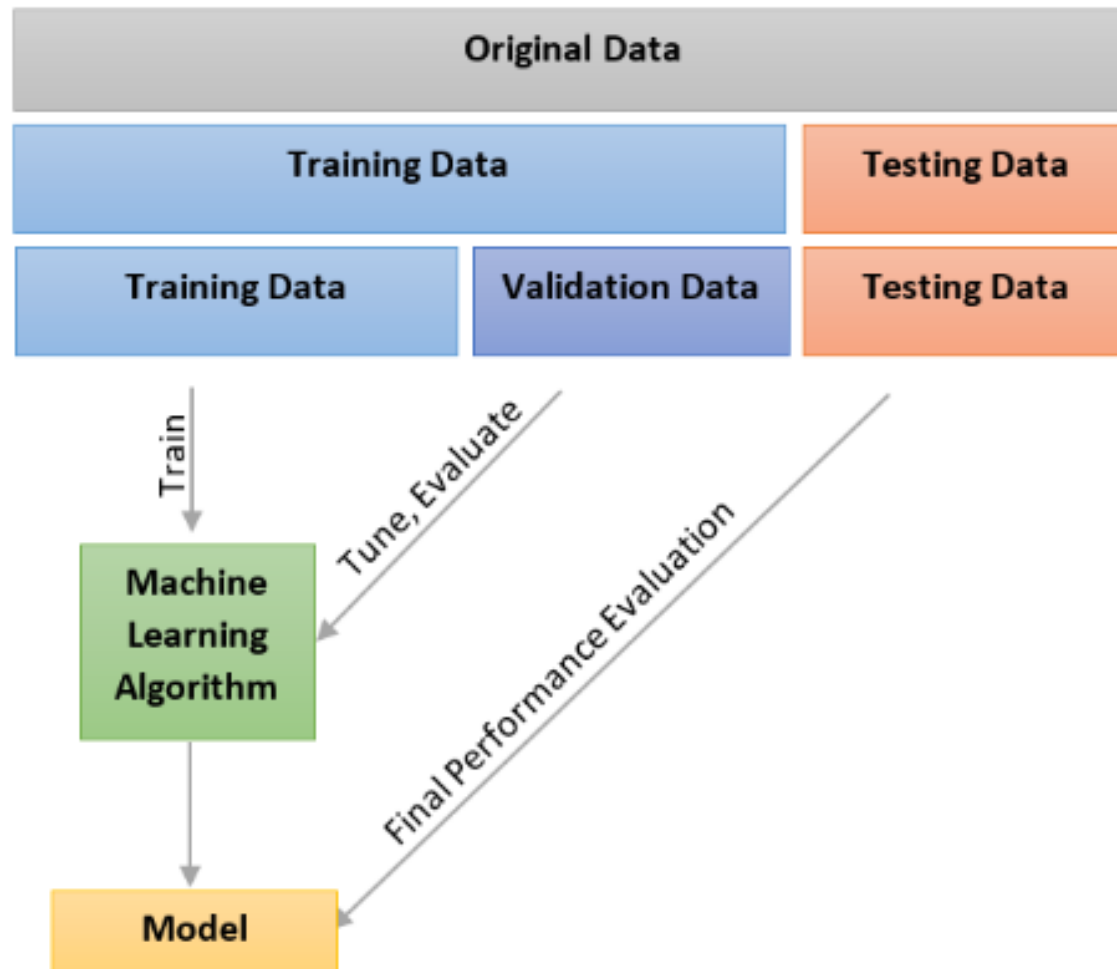 Original Data
Training Data
Testing Data
Training Data
Validation Data
Testing Data
Train
Tune, Evaluate
Final Performance Evaluation
Machine
Learning
Algorithm
Model